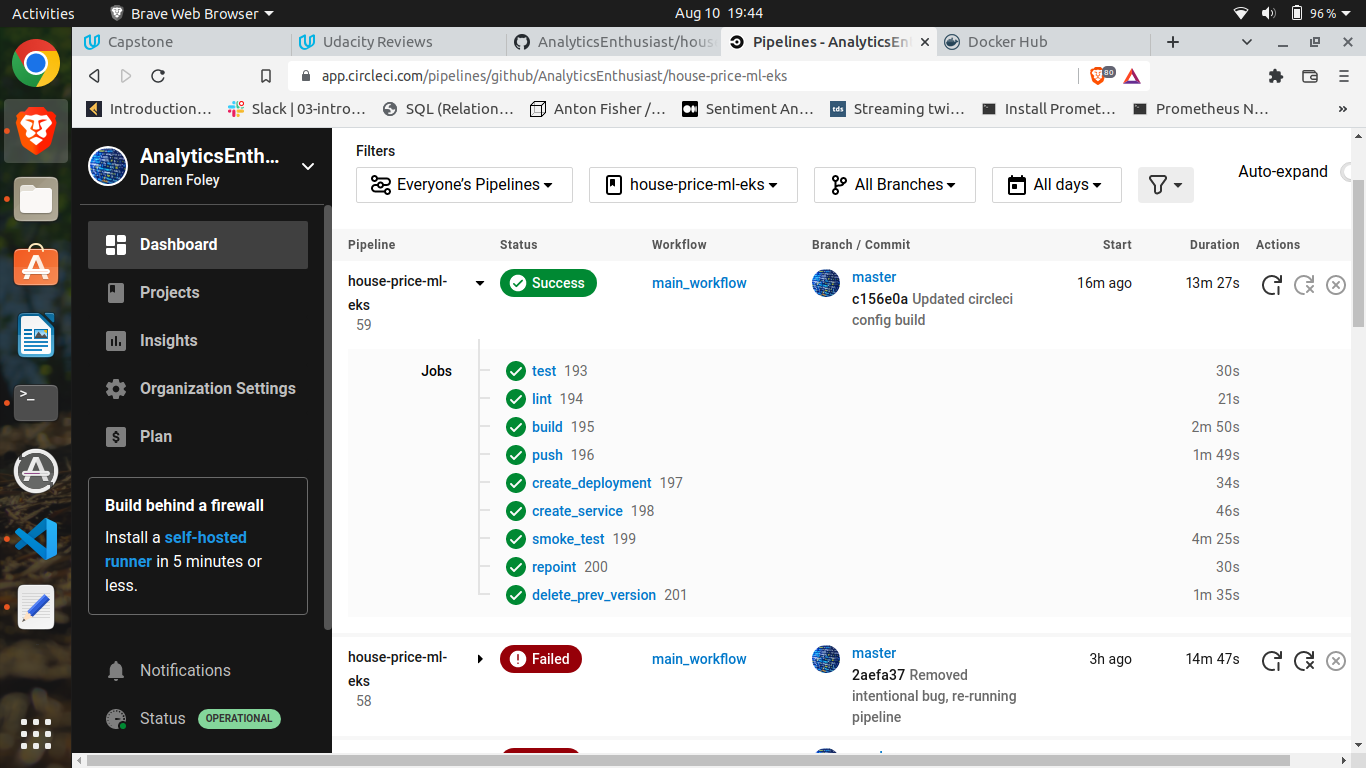 Activities
Brave Web Browser
Aug 10 19:44
96 %
Capstone
Udacity Reviews
AnalyticsEnthusiast/hous
Pipelines - AnalyticsEn
Docker Hub
app.circleci.com/pipelines/github/AnalyticsEnthusiast/house-price-ml-eks
80
Introduction...
Slack | 03-intro...
SQL (Relation...
Anton Fisher /...
Sentiment An...
tds
Streaming twi...
Install Promet...
Prometheus N...
»
AnalyticsEnth...
Darren Foley
Dashboard
Projects
Insights
Organization Settings
Plan
Build behind a firewall
Install a self-hosted
runner in 5 minutes or
less.
Notifications
Status OPERATIONAL
Filters
Everyone's Pipelines
house-price-ml-eks
All Branches
All days
Auto-expand
Pipeline Status Workflow Branch / Commit Start Duration Actions
house-price-ml-
eks
59
Success
main_workflow
master
c156e0a Updated circleci
config build
16m ago
13m 27s
Jobs
test 193 30s
lint 194 21s
build 195 2m 50s
push 196 1m 49s
create_deployment 197 34s
create_service 198 46s
smoke_test 199 4m 25s
repoint 200 30s
delete_prev_version 201 1m 35s
house-price-ml-
eks
58
Failed
main_workflow
master
2aefa37 Removed
intentional bug, re-running
pipeline
3h ago
14m 47s